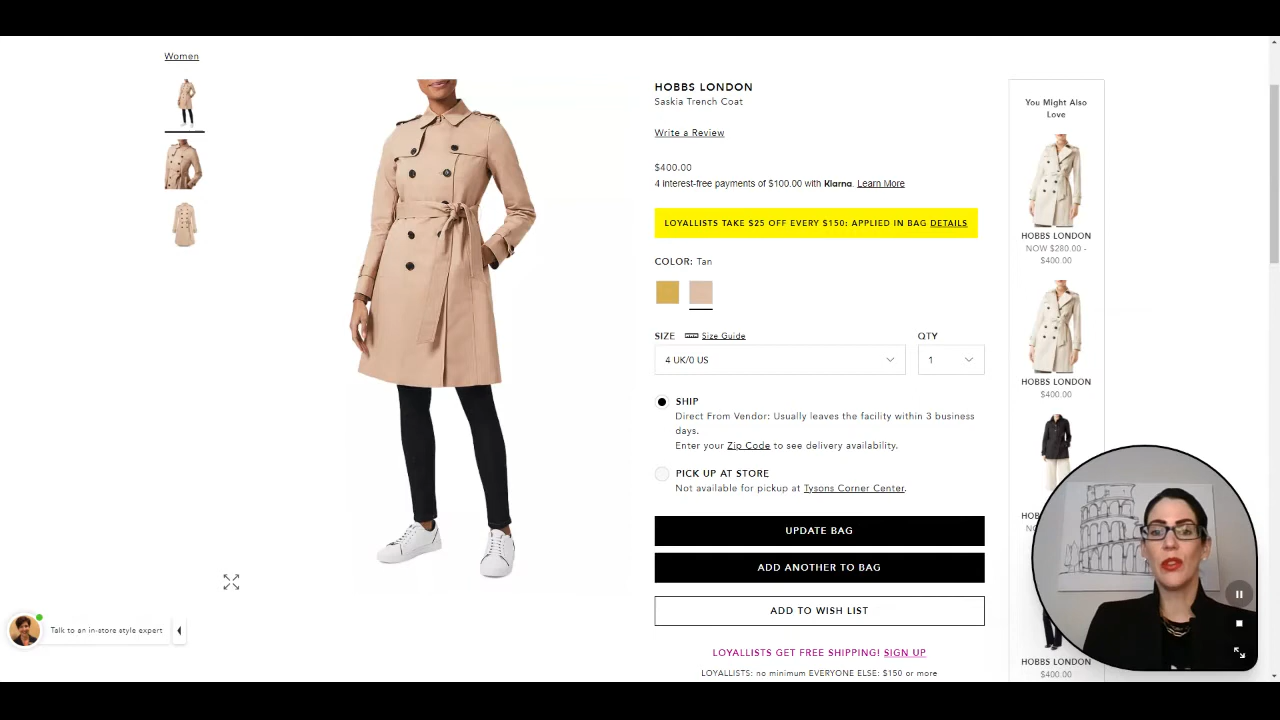 Women
HOBBS LONDON
Saskia Trench Coat
Write a Review
$400.00
4 interest-free payments of $100.00 with Klarna. Learn More
LOYALLISTS TAKE $25 OFF EVERY $150: APPLIED IN BAG DETAILS
COLOR: Tan
SIZE Size Guide
QTY
4 UK/0 US
1
SHIP
Direct From Vendor: Usually leaves the facility within 3 business
days.
Enter your Zip Code to see delivery availability.
PICK UP AT STORE
Not available for pickup at Tysons Corner Center.
UPDATE BAG
ADD ANOTHER TO BAG
ADD TO WISH LIST
LOYALLISTS GET FREE SHIPPING! SIGN UP
LOYALLISTS: no minimum EVERYONE ELSE: $150 or more
You Might Also
Love
HOBBS LONDON
NOW $280.00 -
$400.00
HOBBS LONDON
$400.00
HOBBS LONDON
$400.00
Talk to an in-store style expert